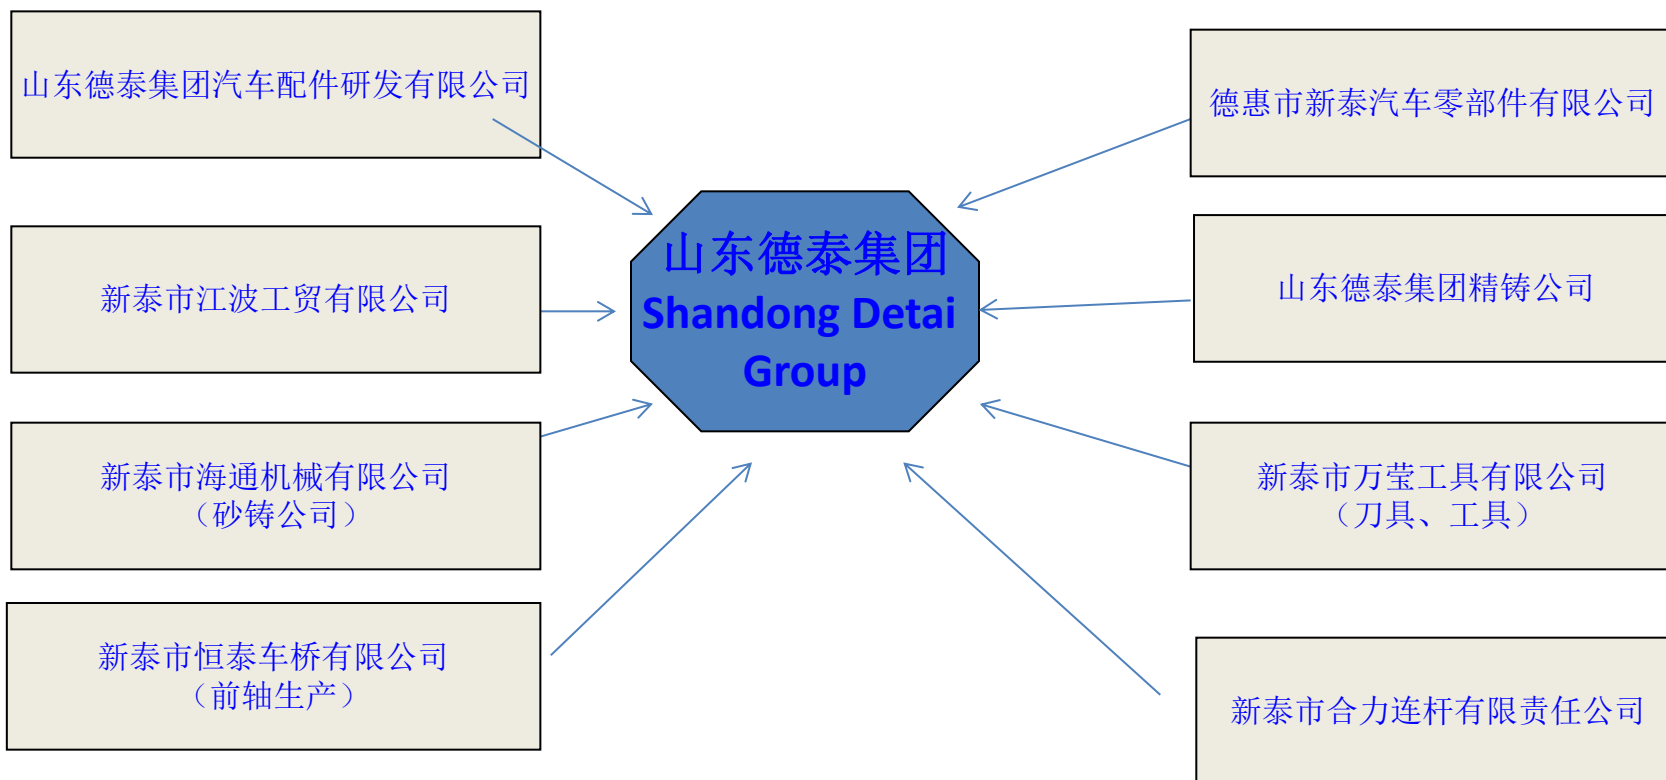 山东德泰集团汽车配件研发有限公司
新泰市江波工贸有限公司
新泰市海通机械有限公司
（砂铸公司）
新泰市恒泰车桥有限公司
（前轴生产）
山东德泰集团
Shandong Detai
Group
德惠市新泰汽车零部件有限公司
山东德泰集团精铸公司
新泰市万莹工具有限公司
（刀具、工具）
新泰市合力连杆有限责任公司